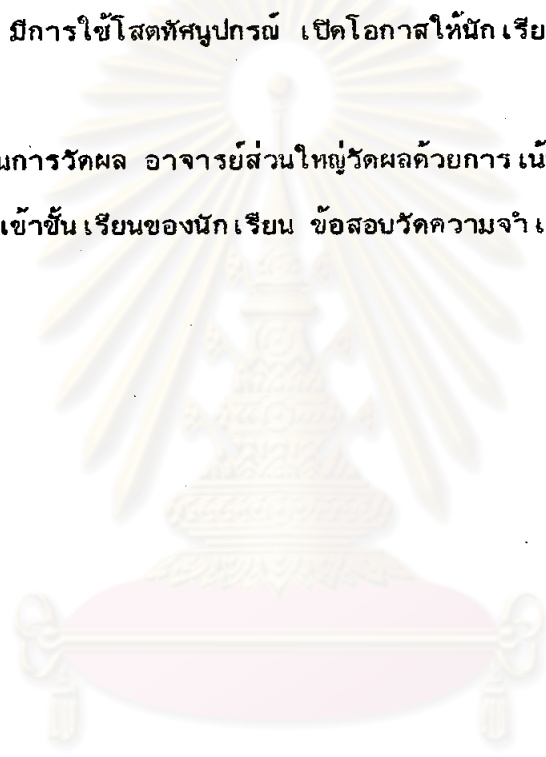 มีการใช้โสตทัศนูปกรณ์ เปิดโอกาสให้นักเรีย
นการวัดผล อาจารย์ส่วนใหญ่วัดผลด้วยการเน้
เข้าชั้นเรียนของนักเรียน ข้อสอบวัดความจำเ